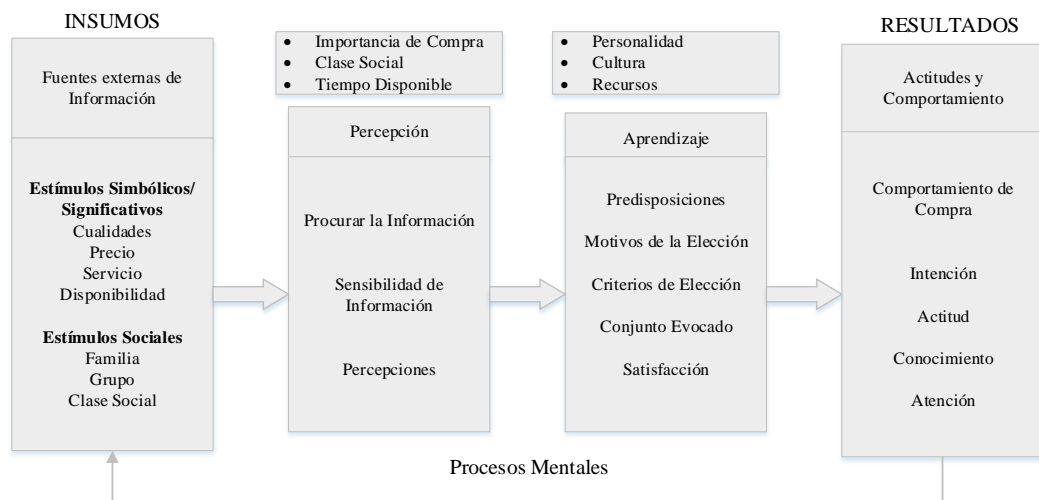 INSUMOS
Fuentes externas de
Información
Estímulos Simbólicos/
Significativos
Cualidades
Precio
Servicio
Disponibilidad
Estímulos Sociales
Familia
Grupo
Clase Social
• Importancia de Compra
• Clase Social
• Tiempo Disponible
Percepción
Procurar la Información
Sensibilidad de
Información
Percepciones
• Personalidad
• Cultura
• Recursos
Aprendizaje
Predisposiciones
Motivos de la Elección
Criterios de Elección
Conjunto Evocado
Satisfacción
Procesos Mentales
RESULTADOS
Actitudes y
Comportamiento
Comportamiento de
Compra
Intención
Actitud
Conocimiento
Atención